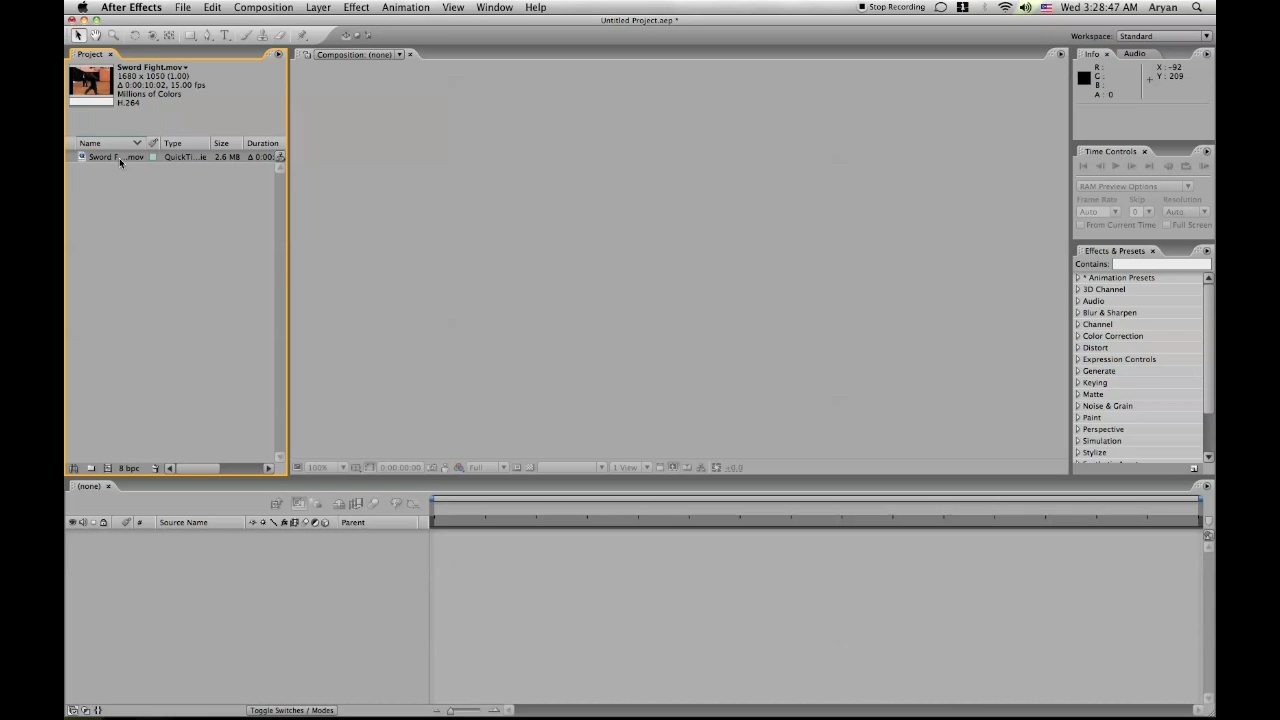 After Effects File Edit Composition Layer Effect Animation View Window Help Stop Recording Wed 3:28:47 AM Aryan
Untitled Project.aep *
Workspace: Standard
Project
Composition: (none)
Info Audio
Sword Fight.mov
1680 x 1050 (1.00)
Δ 0:00:10:02, 15.00 fps
Millions of Colors
H.264
R :
G :
B :
A : 0
X : -92
Y : 209
Name Type Size Duration
Sword F...mov QuickTi...ie 2.6 MB Δ 0:00:
Time Controls
RAM Preview Options
Frame Rate Skip Resolution
Auto 0 Auto
From Current Time Full Screen
Effects & Presets
Contains:
* Animation Presets
3D Channel
Audio
Blur & Sharpen
Channel
Color Correction
Distort
Expression Controls
Generate
Keying
Matte
Noise & Grain
Paint
Perspective
Simulation
Stylize
8 bpc
100% 0:00:00:00 Full 1 View +0.0
(none)
# Source Name Parent
Toggle Switches / Modes